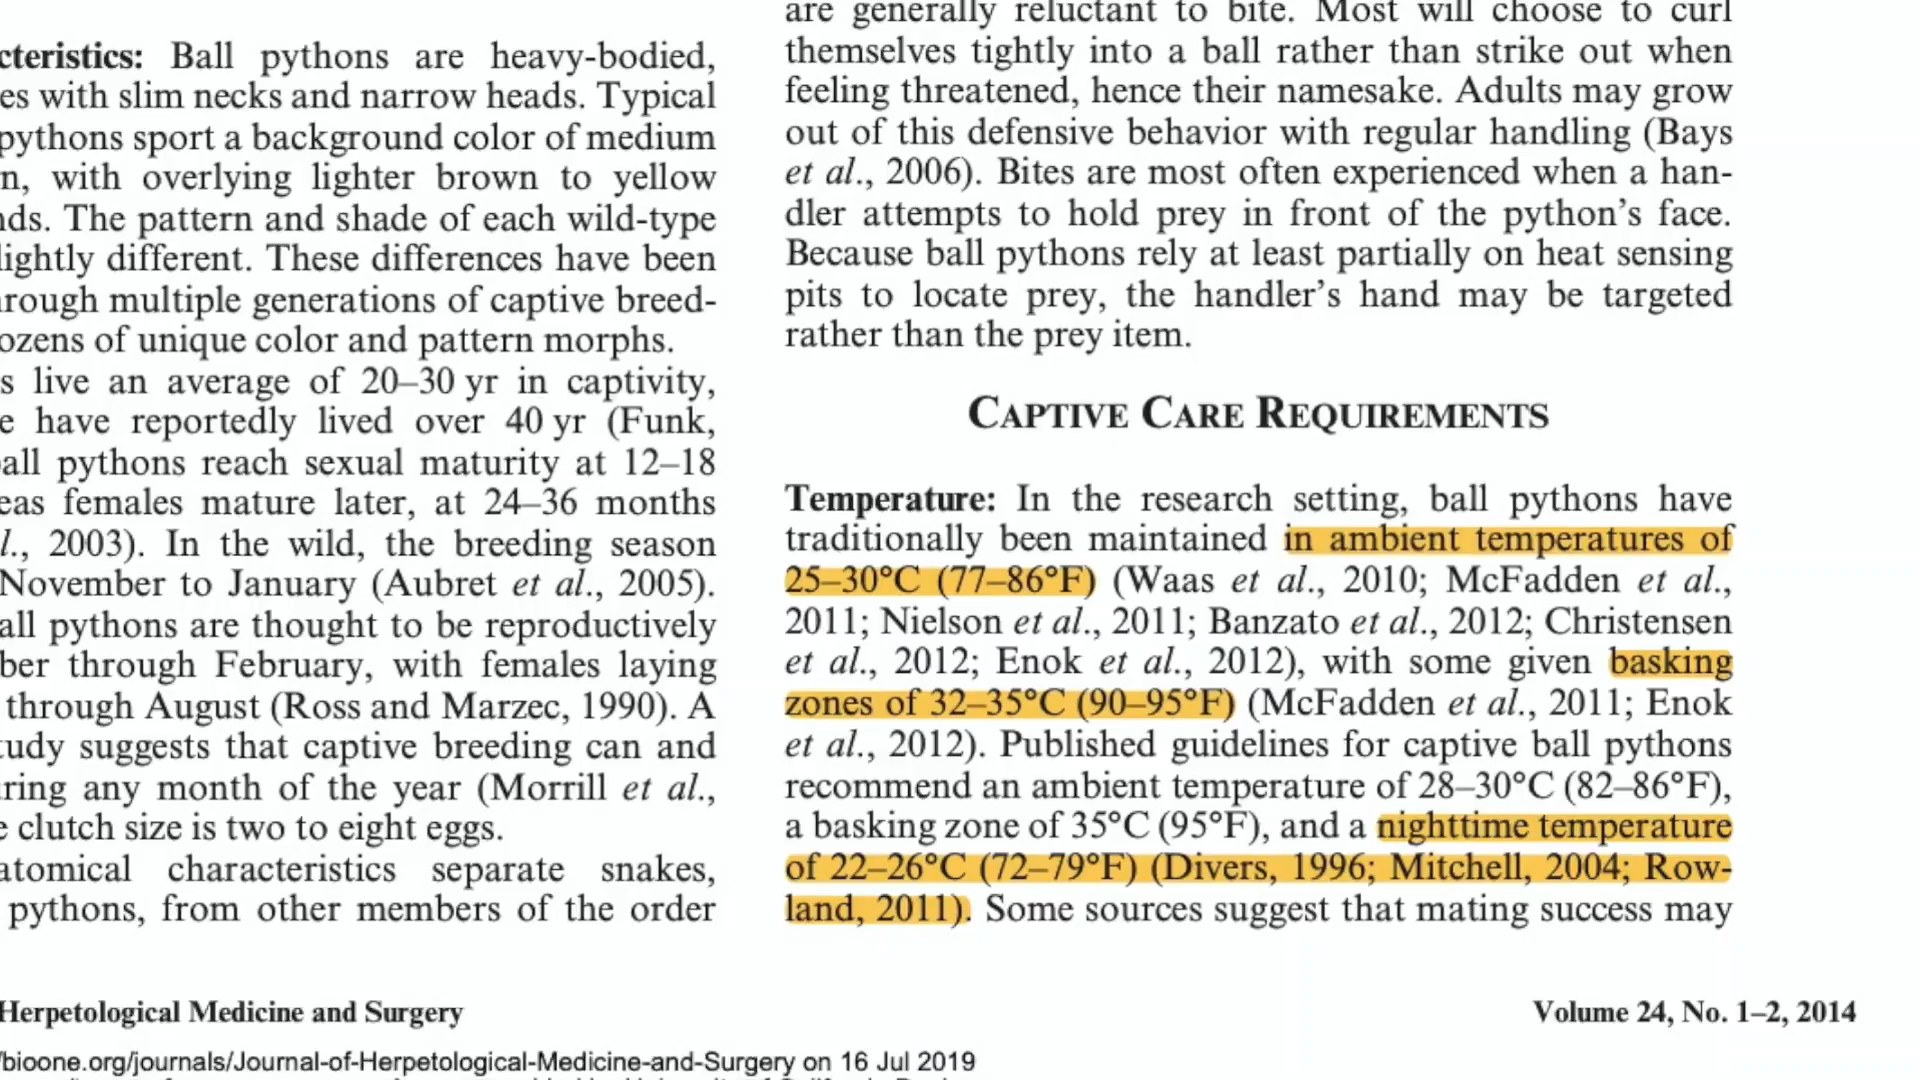 cteristics: Ball pythons are heavy-bodied,
es with slim necks and narrow heads. Typical
pythons sport a background color of medium
n, with overlying lighter brown to yellow
nds. The pattern and shade of each wild-type
lightly different. These differences have been
hrough multiple generations of captive breed-
ozens of unique color and pattern morphs.
s live an average of 20–30 yr in captivity,
e have reportedly lived over 40 yr (Funk,
all pythons reach sexual maturity at 12–18
eas females mature later, at 24–36 months
l., 2003). In the wild, the breeding season
November to January (Aubret et al., 2005).
all pythons are thought to be reproductively
ber through February, with females laying
through August (Ross and Marzec, 1990). A
tudy suggests that captive breeding can and
ring any month of the year (Morrill et al.,
e clutch size is two to eight eggs.
atomical characteristics separate snakes,
pythons, from other members of the order
are generally reluctant to bite. Most will choose to curl
themselves tightly into a ball rather than strike out when
feeling threatened, hence their namesake. Adults may grow
out of this defensive behavior with regular handling (Bays
et al., 2006). Bites are most often experienced when a han-
dler attempts to hold prey in front of the python's face.
Because ball pythons rely at least partially on heat sensing
pits to locate prey, the handler's hand may be targeted
rather than the prey item.
CAPTIVE CARE REQUIREMENTS
Temperature: In the research setting, ball pythons have
traditionally been maintained in ambient temperatures of
25–30°C (77–86°F) (Waas et al., 2010; McFadden et al.,
2011; Nielson et al., 2011; Banzato et al., 2012; Christensen
et al., 2012; Enok et al., 2012), with some given basking
zones of 32–35°C (90–95°F) (McFadden et al., 2011; Enok
et al., 2012). Published guidelines for captive ball pythons
recommend an ambient temperature of 28–30°C (82–86°F),
a basking zone of 35°C (95°F), and a nighttime temperature
of 22–26°C (72–79°F) (Divers, 1996; Mitchell, 2004; Row-
land, 2011). Some sources suggest that mating success may
Herpetological Medicine and Surgery
Volume 24, No. 1–2, 2014
/bioone.org/journals/Journal-of-Herpetological-Medicine-and-Surgery on 16 Jul 2019